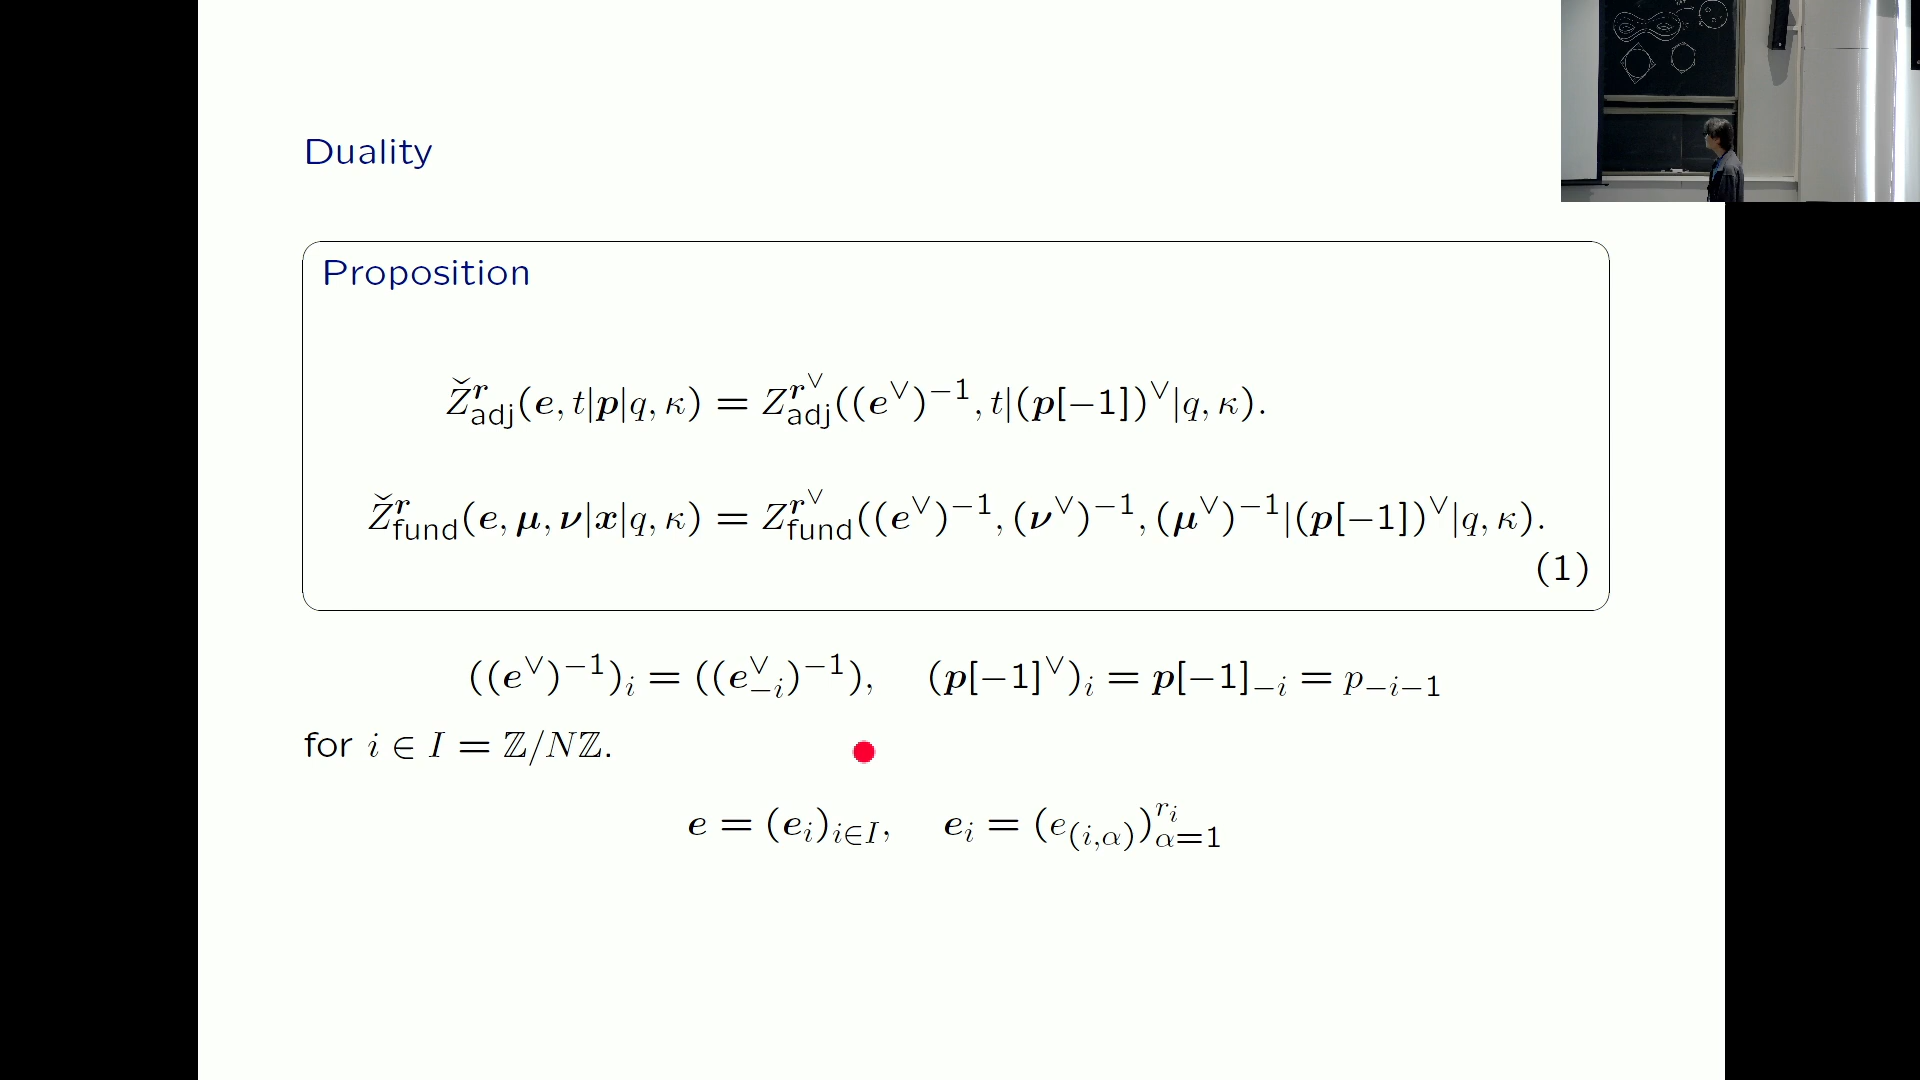 Duality
Proposition
Ž^r_adj(e, t|p|q, κ) = Z^{r^∨}_adj((e^∨)^{−1}, t|(p[−1])^∨|q, κ).
Ž^r_fund(e, μ, ν|x|q, κ) = Z^{r^∨}_fund((e^∨)^{−1}, (ν^∨)^{−1}, (μ^∨)^{−1}|(p[−1])^∨|q, κ).
(1)
((e^∨)^{−1})_i = ((e^∨_{−i})^{−1}), (p[−1]^∨)_i = p[−1]_{−i} = p_{−i−1}
for i ∈ I = ℤ/Nℤ.
e = (e_i)_{i∈I}, e_i = (e_{(i,α)})^{r_i}_{α=1}